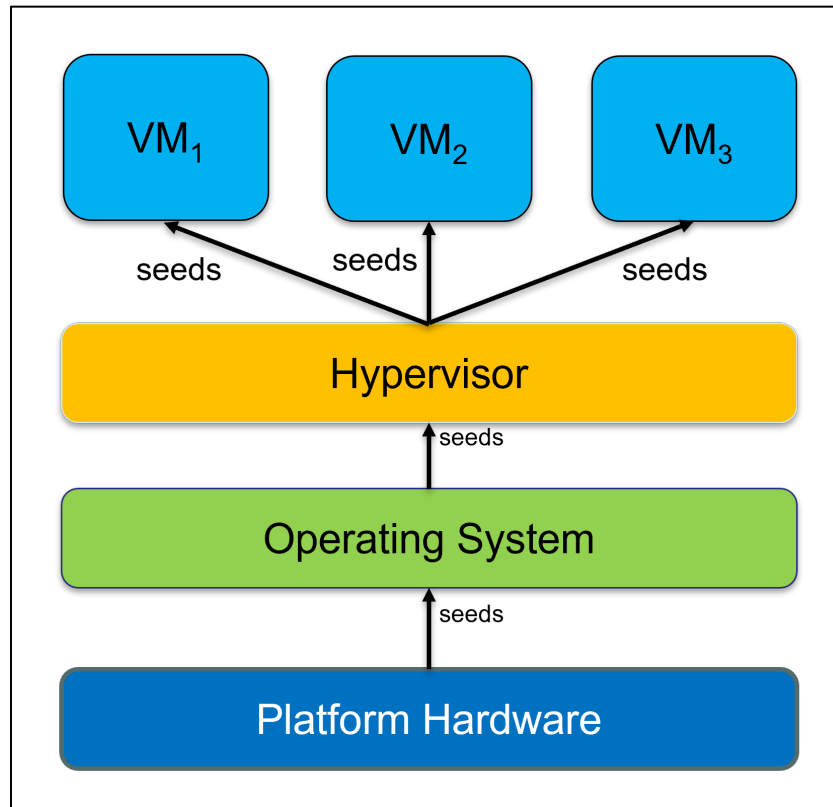 VM₁
VM₂
VM₃
seeds
seeds
seeds
Hypervisor
seeds
Operating System
seeds
Platform Hardware